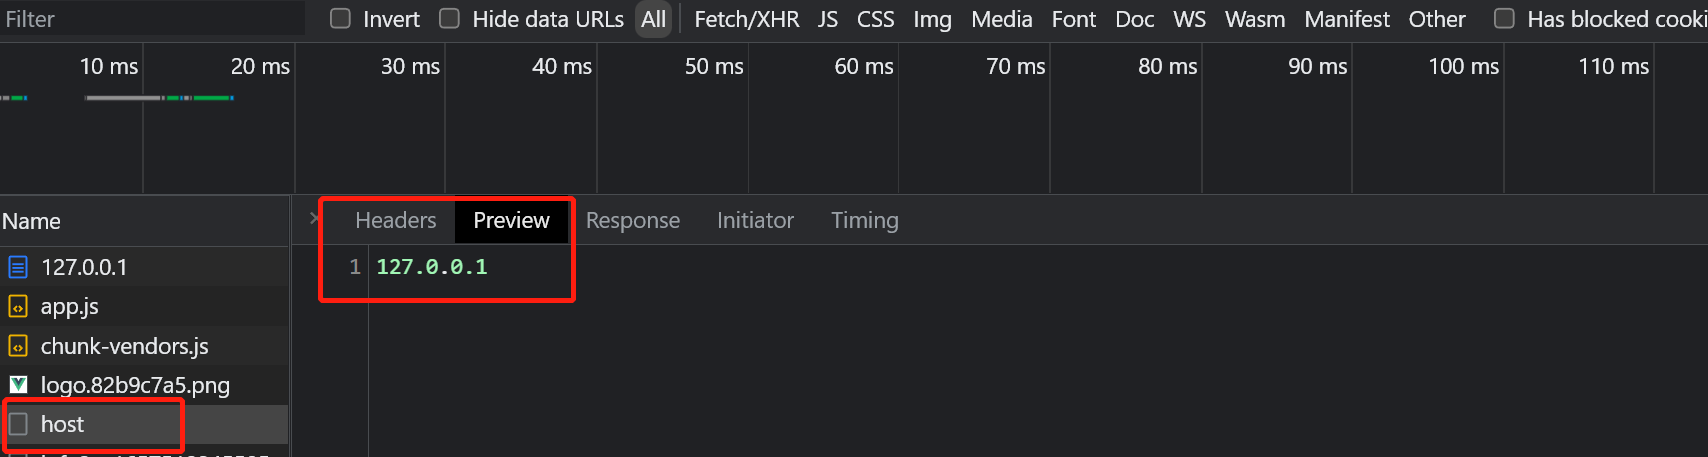 Filter Invert Hide data URLs All Fetch/XHR JS CSS Img Media Font Doc WS Wasm Manifest Other Has blocked cooki
10 ms 20 ms 30 ms 40 ms 50 ms 60 ms 70 ms 80 ms 90 ms 100 ms 110 ms
Name × Headers Preview Response Initiator Timing
127.0.0.1 1 127.0.0.1
app.js
chunk-vendors.js
logo.82b9c7a5.png
host